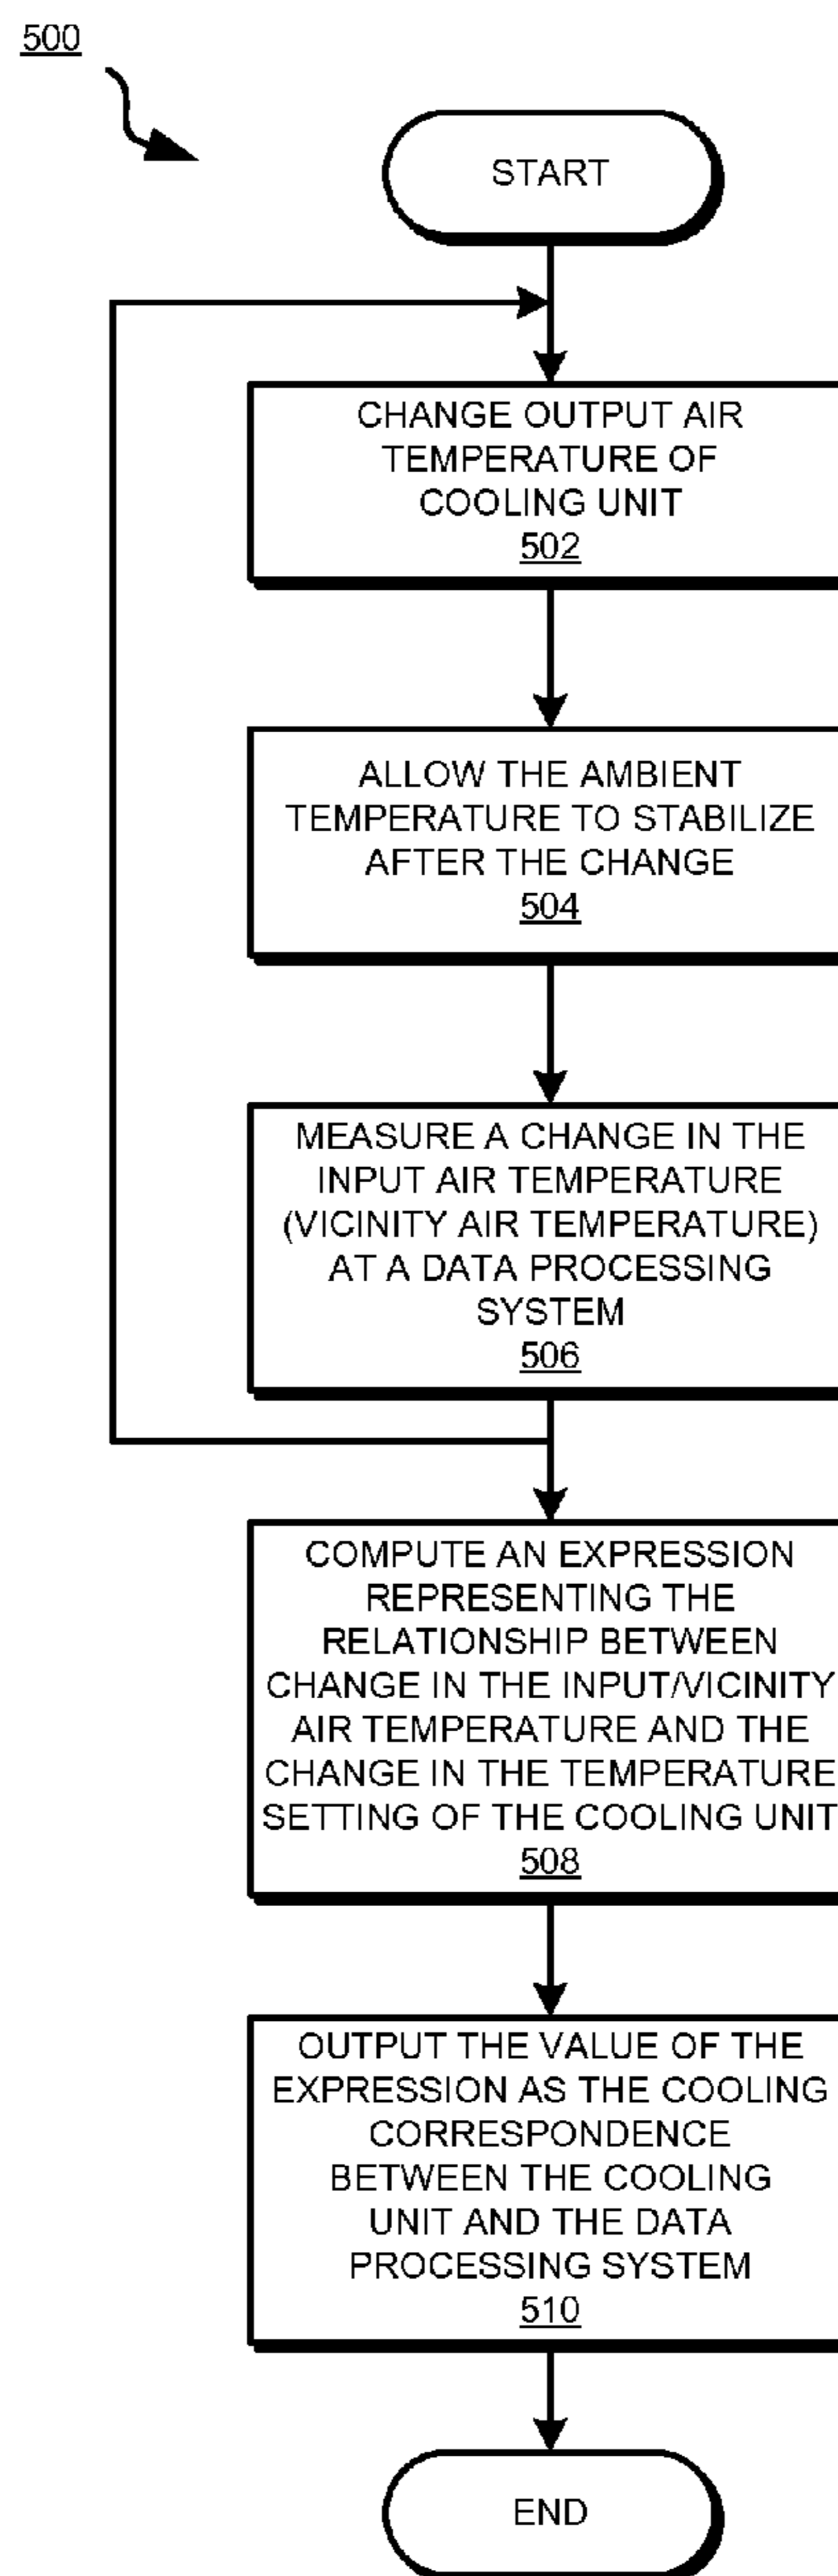 500
START
CHANGE OUTPUT AIR
TEMPERATURE OF
COOLING UNIT
502
ALLOW THE AMBIENT
TEMPERATURE TO STABILIZE
AFTER THE CHANGE
504
MEASURE A CHANGE IN THE
INPUT AIR TEMPERATURE
(VICINITY AIR TEMPERATURE)
AT A DATA PROCESSING
SYSTEM
506
COMPUTE AN EXPRESSION
REPRESENTING THE
RELATIONSHIP BETWEEN
CHANGE IN THE INPUT/VICINITY
AIR TEMPERATURE AND THE
CHANGE IN THE TEMPERATURE
SETTING OF THE COOLING UNIT
508
OUTPUT THE VALUE OF THE
EXPRESSION AS THE COOLING
CORRESPONDENCE
BETWEEN THE COOLING
UNIT AND THE DATA
PROCESSING SYSTEM
510
END